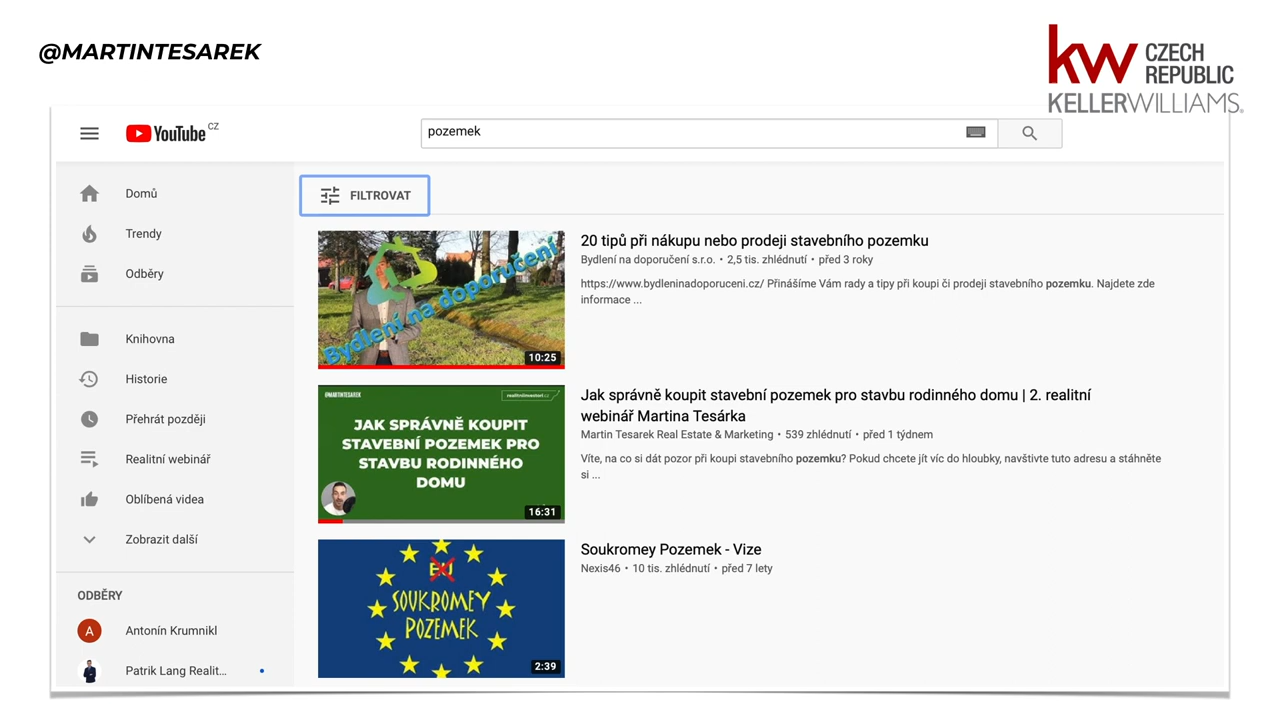 @MARTINTESAREK
kw CZECH
REPUBLIC
KELLERWILLIAMS®
YouTube CZ
pozemek
Domů
FILTROVAT
Trendy
Odběry
Knihovna
Historie
Přehrát později
Realitní webinář
Oblíbená videa
Zobrazit další
ODBĚRY
A Antonín Krumnikl
Patrik Lang Realit...
Bydlení na doporučení
10:25
20 tipů při nákupu nebo prodeji stavebního pozemku
Bydlení na doporučení s.r.o. • 2,5 tis. zhlédnutí • před 3 roky
https://www.bydleninadoporuceni.cz/ Přinášíme Vám rady a tipy při koupi či prodeji stavebního pozemku. Najdete zde
informace ...
@MARTINTESAREK
realitniinvestori.cz
JAK SPRÁVNĚ KOUPIT
STAVEBNÍ POZEMEK PRO
STAVBU RODINNÉHO
DOMU
16:31
Jak správně koupit stavební pozemek pro stavbu rodinného domu | 2. realitní
webinář Martina Tesárka
Martin Tesarek Real Estate & Marketing • 539 zhlédnutí • před 1 týdnem
Víte, na co si dát pozor při koupi stavebního pozemku? Pokud chcete jít víc do hloubky, navštivte tuto adresu a stáhněte
si ...
EU
SOUKROMEY
POZEMEK
2:39
Soukromey Pozemek - Vize
Nexis46 • 10 tis. zhlédnutí • před 7 lety